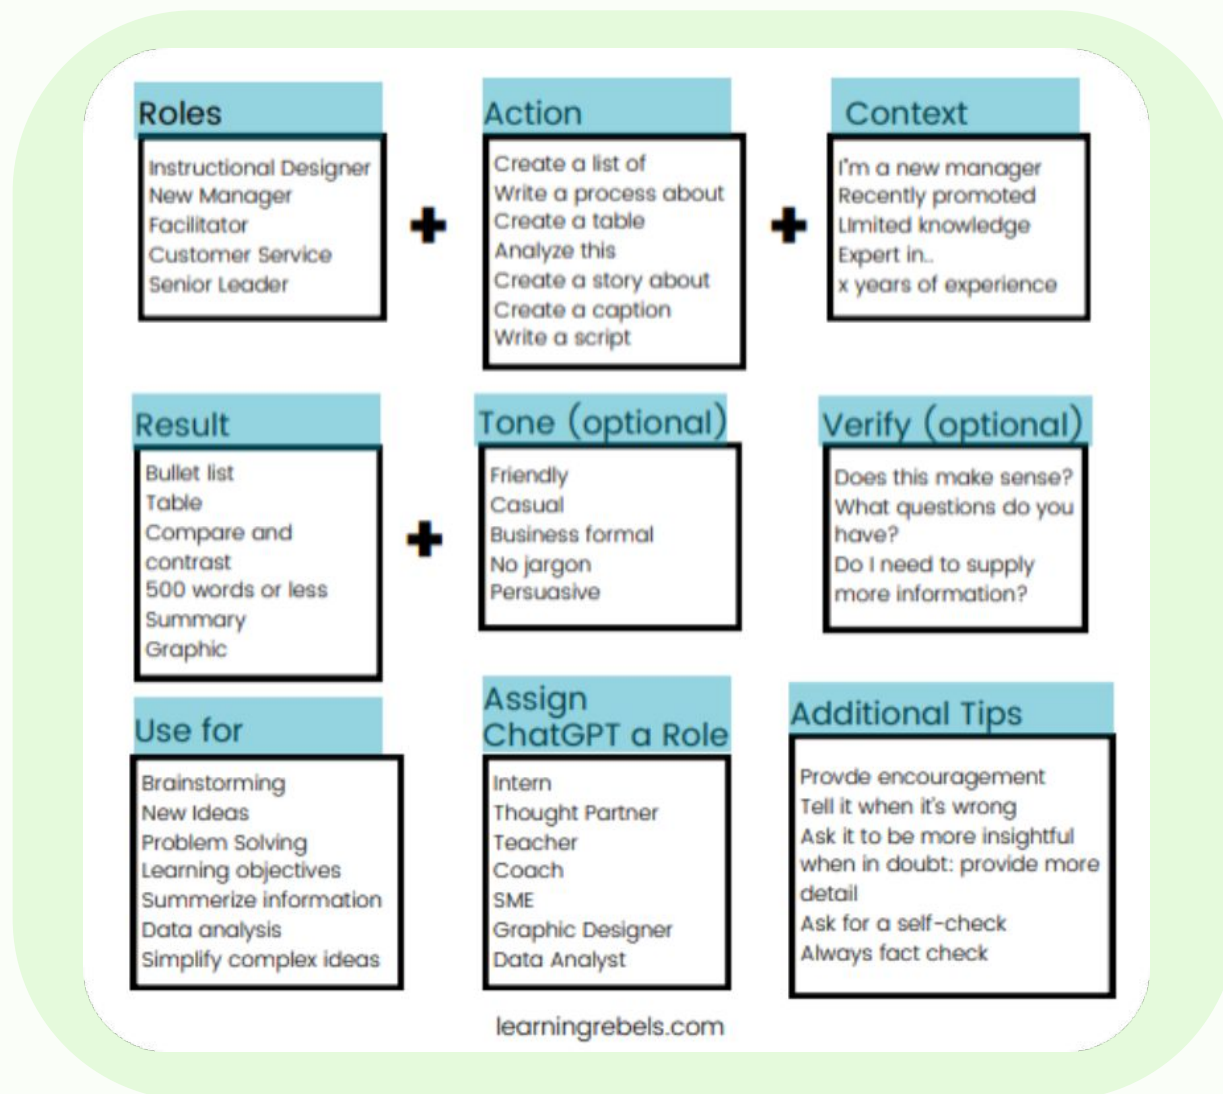 Roles
Instructional Designer
New Manager
Facilitator
Customer Service
Senior Leader
+
Action
Create a list of
Write a process about
Create a table
Analyze this
Create a story about
Create a caption
Write a script
+
Context
I'm a new manager
Recently promoted
LImited knowledge
Expert in..
x years of experience
Result
Bullet list
Table
Compare and
contrast
500 words or less
Summary
Graphic
+
Tone (optional)
Friendly
Casual
Business formal
No jargon
Persuasive
Verify (optional)
Does this make sense?
What questions do you
have?
Do I need to supply
more information?
Use for
Brainstorming
New Ideas
Problem Solving
Learning objectives
Summerize information
Data analysis
Simplify complex ideas
Assign
ChatGPT a Role
Intern
Thought Partner
Teacher
Coach
SME
Graphic Designer
Data Analyst
Additional Tips
Provde encouragement
Tell it when it's wrong
Ask it to be more insightful
when in doubt: provide more
detail
Ask for a self-check
Always fact check
learningrebels.com